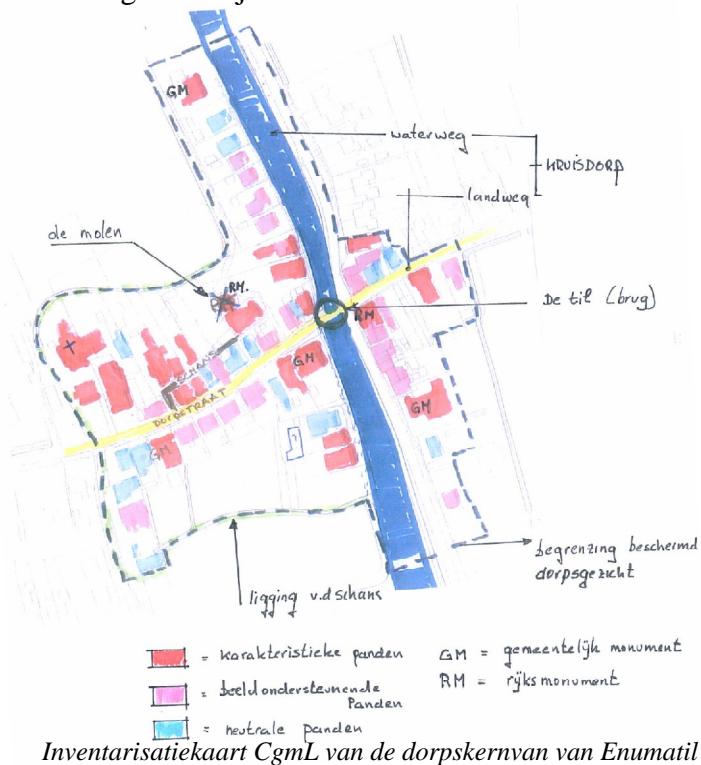 GM
waterweg
KRUISDORP
landweg
de molen
RM.
De til (brug)
RM
SCHANS
GM
DORPSTRAAT
GM
GM
begrenzing beschermd
dorpsgezicht
ligging v.d schans
= karakteristieke panden
GM = gemeentelijk monument
= beeldondersteunende
Panden
RM = rijksmonument
= neutrale panden
Inventarisatiekaart CgmL van de dorpskernvan van Enumatil